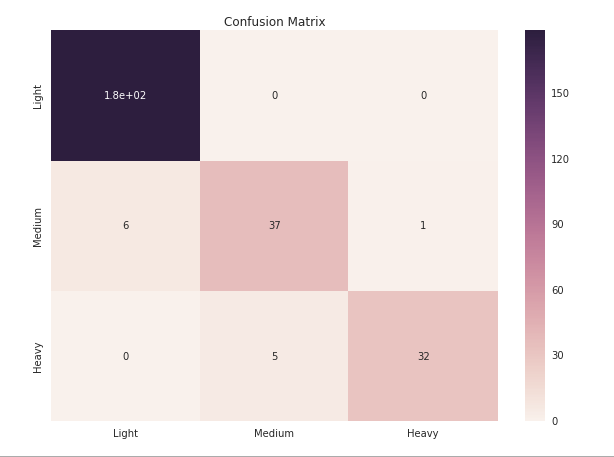 Confusion Matrix
Light 1.8e+02 0 0
Medium 6 37 1
Heavy 0 5 32
Light Medium Heavy
150
120
90
60
30
0